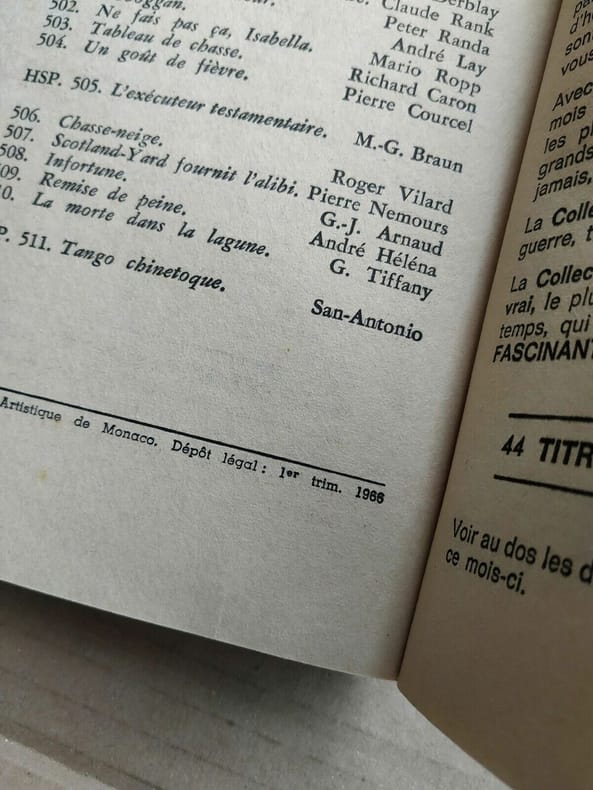 Claude Rank
Peter Randa
André Lay
502. Ne fais pas ça, Isabella. Mario Ropp
503. Tableau de chasse. Richard Caron
504. Un goût de fièvre. Pierre Courcel
HSP. 505. L'exécuteur testamentaire. M.-G. Braun
506. Chasse-neige. Roger Vilard
507. Scotland-Yard fournit l'alibi. Pierre Nemours
508. Infortune. G.-J. Arnaud
09. Remise de peine. André Héléna
10. La morte dans la lagune. G. Tiffany
P. 511. Tango chinetoque. San-Antonio
Artistique de Monaco. Dépôt légal : 1er trim. 1966
vous
Avec
mois
les
grands
jamais,
La Colle
guerre, t
La Collec
vrai, le plu
temps, qui
FASCINANT
44 TITR
Voir au dos les d
ce mois-ci.